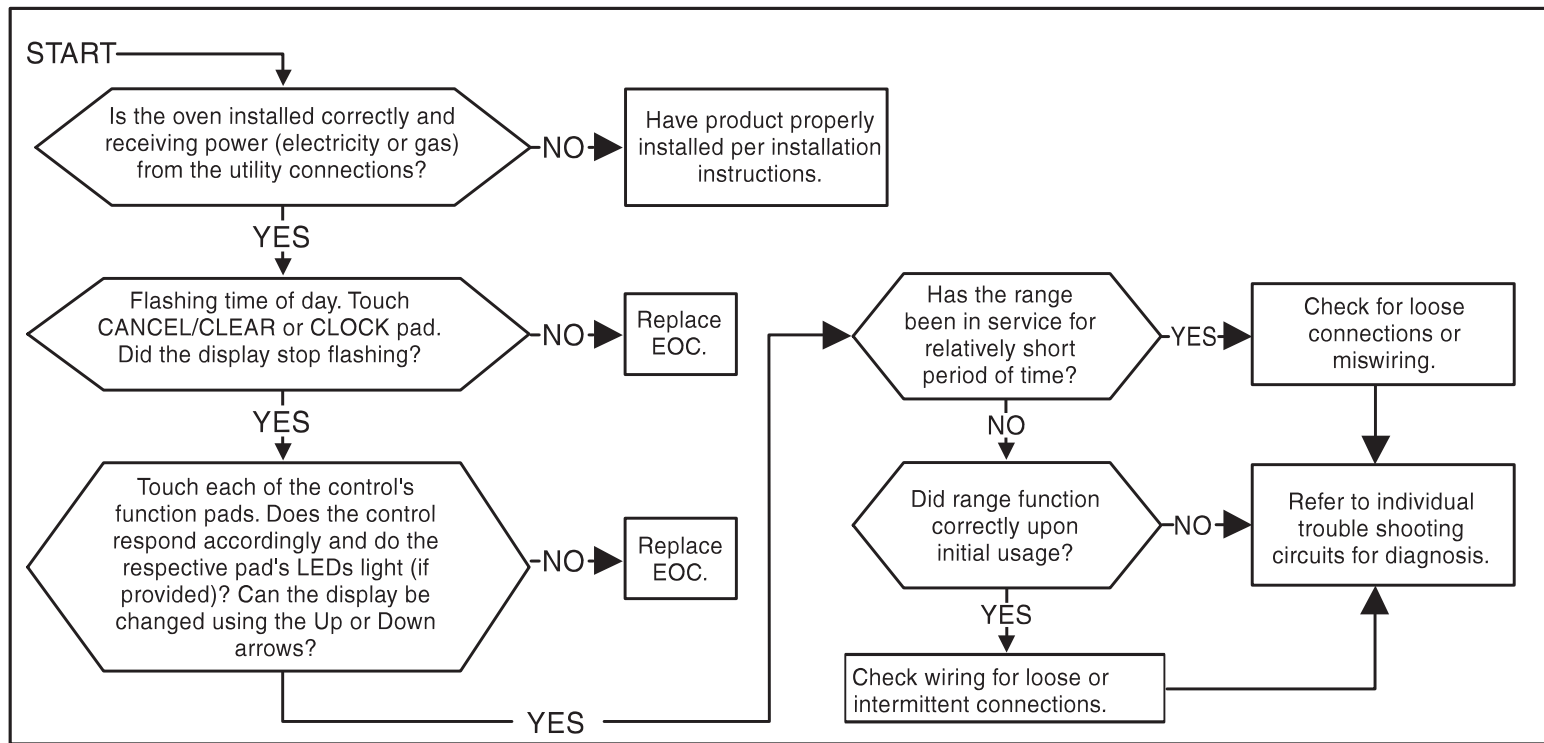 START
Is the oven installed correctly and
receiving power (electricity or gas)
from the utility connections?
NO
Have product properly
installed per installation
instructions.
YES
Flashing time of day. Touch
CANCEL/CLEAR or CLOCK pad.
Did the display stop flashing?
NO
Replace
EOC.
YES
Touch each of the control's
function pads. Does the control
respond accordingly and do the
respective pad's LEDs light (if
provided)? Can the display be
changed using the Up or Down
arrows?
NO
Replace
EOC.
YES
Has the range
been in service for
relatively short
period of time?
YES
Check for loose
connections or
miswiring.
NO
Did range function
correctly upon
initial usage?
NO
Refer to individual
trouble shooting
circuits for diagnosis.
YES
Check wiring for loose or
intermittent connections.